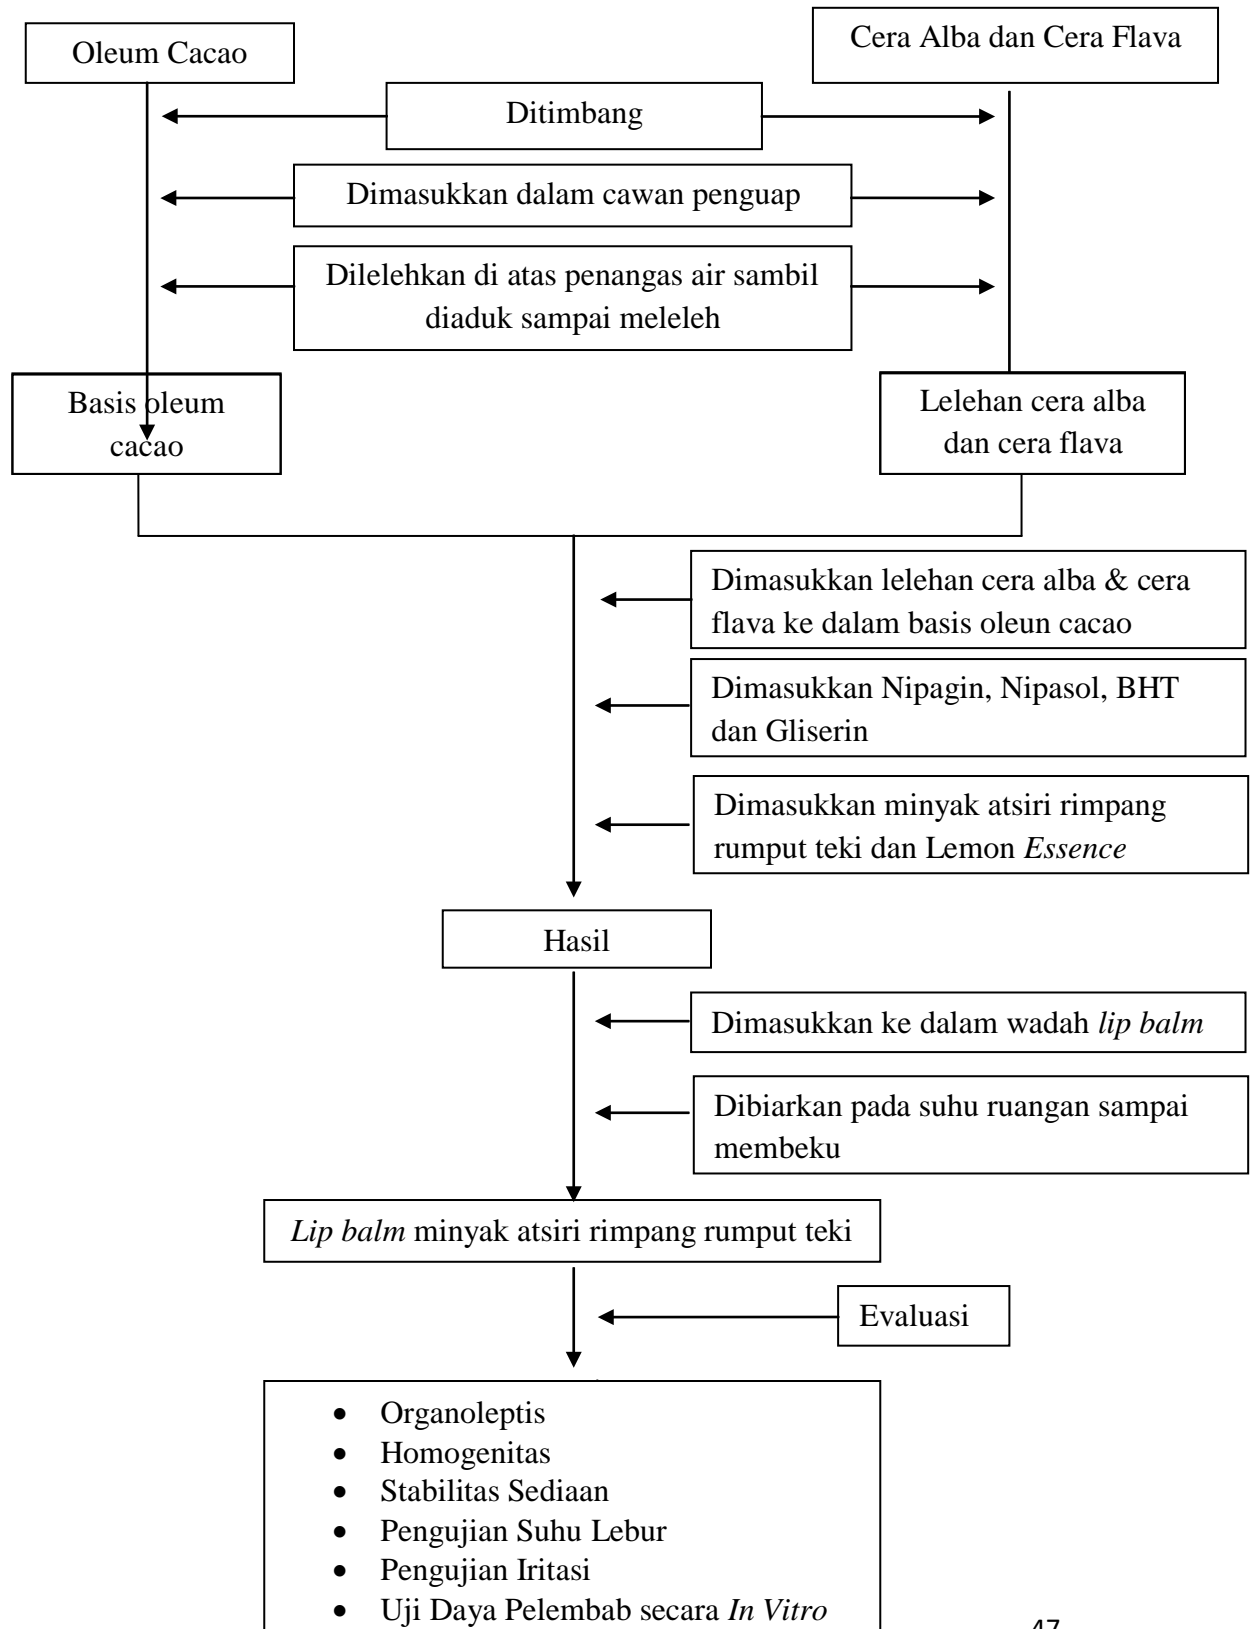 Oleum Cacao
Cera Alba dan Cera Flava
Ditimbang
Dimasukkan dalam cawan penguap
Dilelehkan di atas penangas air sambil
diaduk sampai meleleh
Basis oleum
cacao
Lelehan cera alba
dan cera flava
Dimasukkan lelehan cera alba & cera
flava ke dalam basis oleun cacao
Dimasukkan Nipagin, Nipasol, BHT
dan Gliserin
Dimasukkan minyak atsiri rimpang
rumput teki dan Lemon Essence
Hasil
Dimasukkan ke dalam wadah lip balm
Dibiarkan pada suhu ruangan sampai
membeku
Lip balm minyak atsiri rimpang rumput teki
Evaluasi
• Organoleptis
• Homogenitas
• Stabilitas Sediaan
• Pengujian Suhu Lebur
• Pengujian Iritasi
• Uji Daya Pelembab secara In Vitro
47